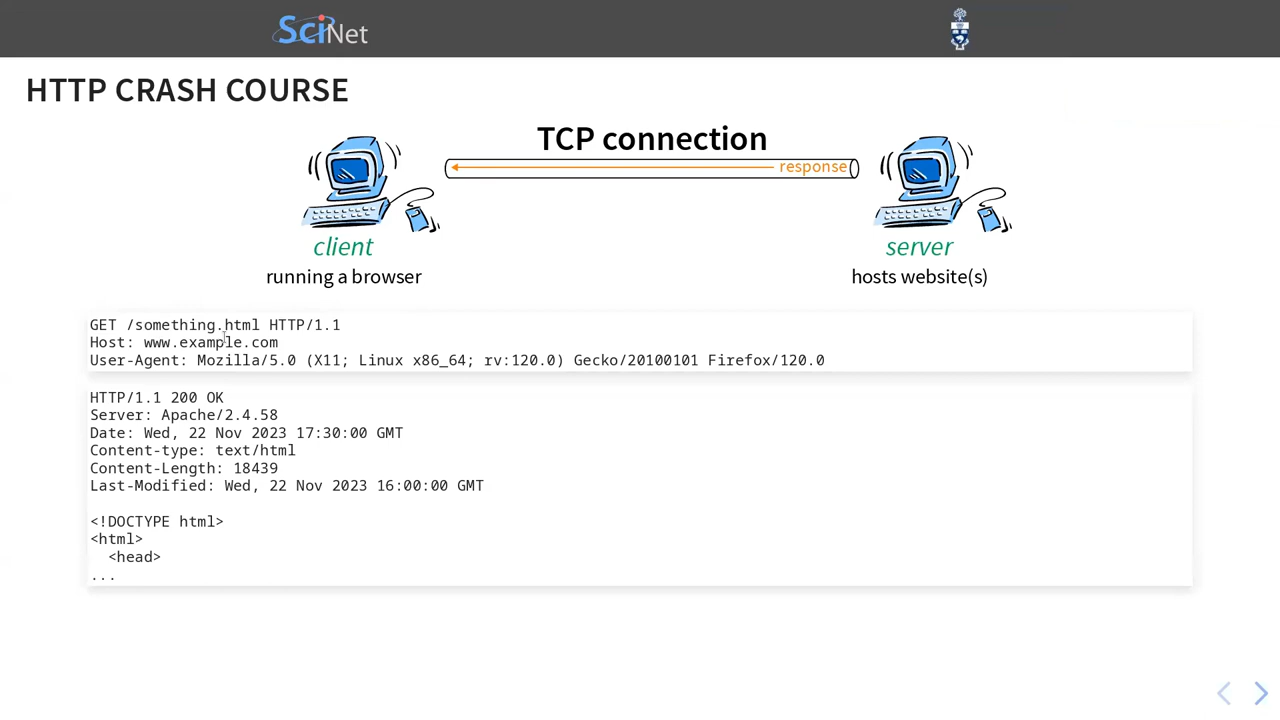 SciNet
HTTP CRASH COURSE
TCP connection
response
client
server
running a browser
hosts website(s)
GET /something.html HTTP/1.1
Host: www.example.com
User-Agent: Mozilla/5.0 (X11; Linux x86_64; rv:120.0) Gecko/20100101 Firefox/120.0
HTTP/1.1 200 OK
Server: Apache/2.4.58
Date: Wed, 22 Nov 2023 17:30:00 GMT
Content-type: text/html
Content-Length: 18439
Last-Modified: Wed, 22 Nov 2023 16:00:00 GMT
<!DOCTYPE html>
<html>
  <head>
...